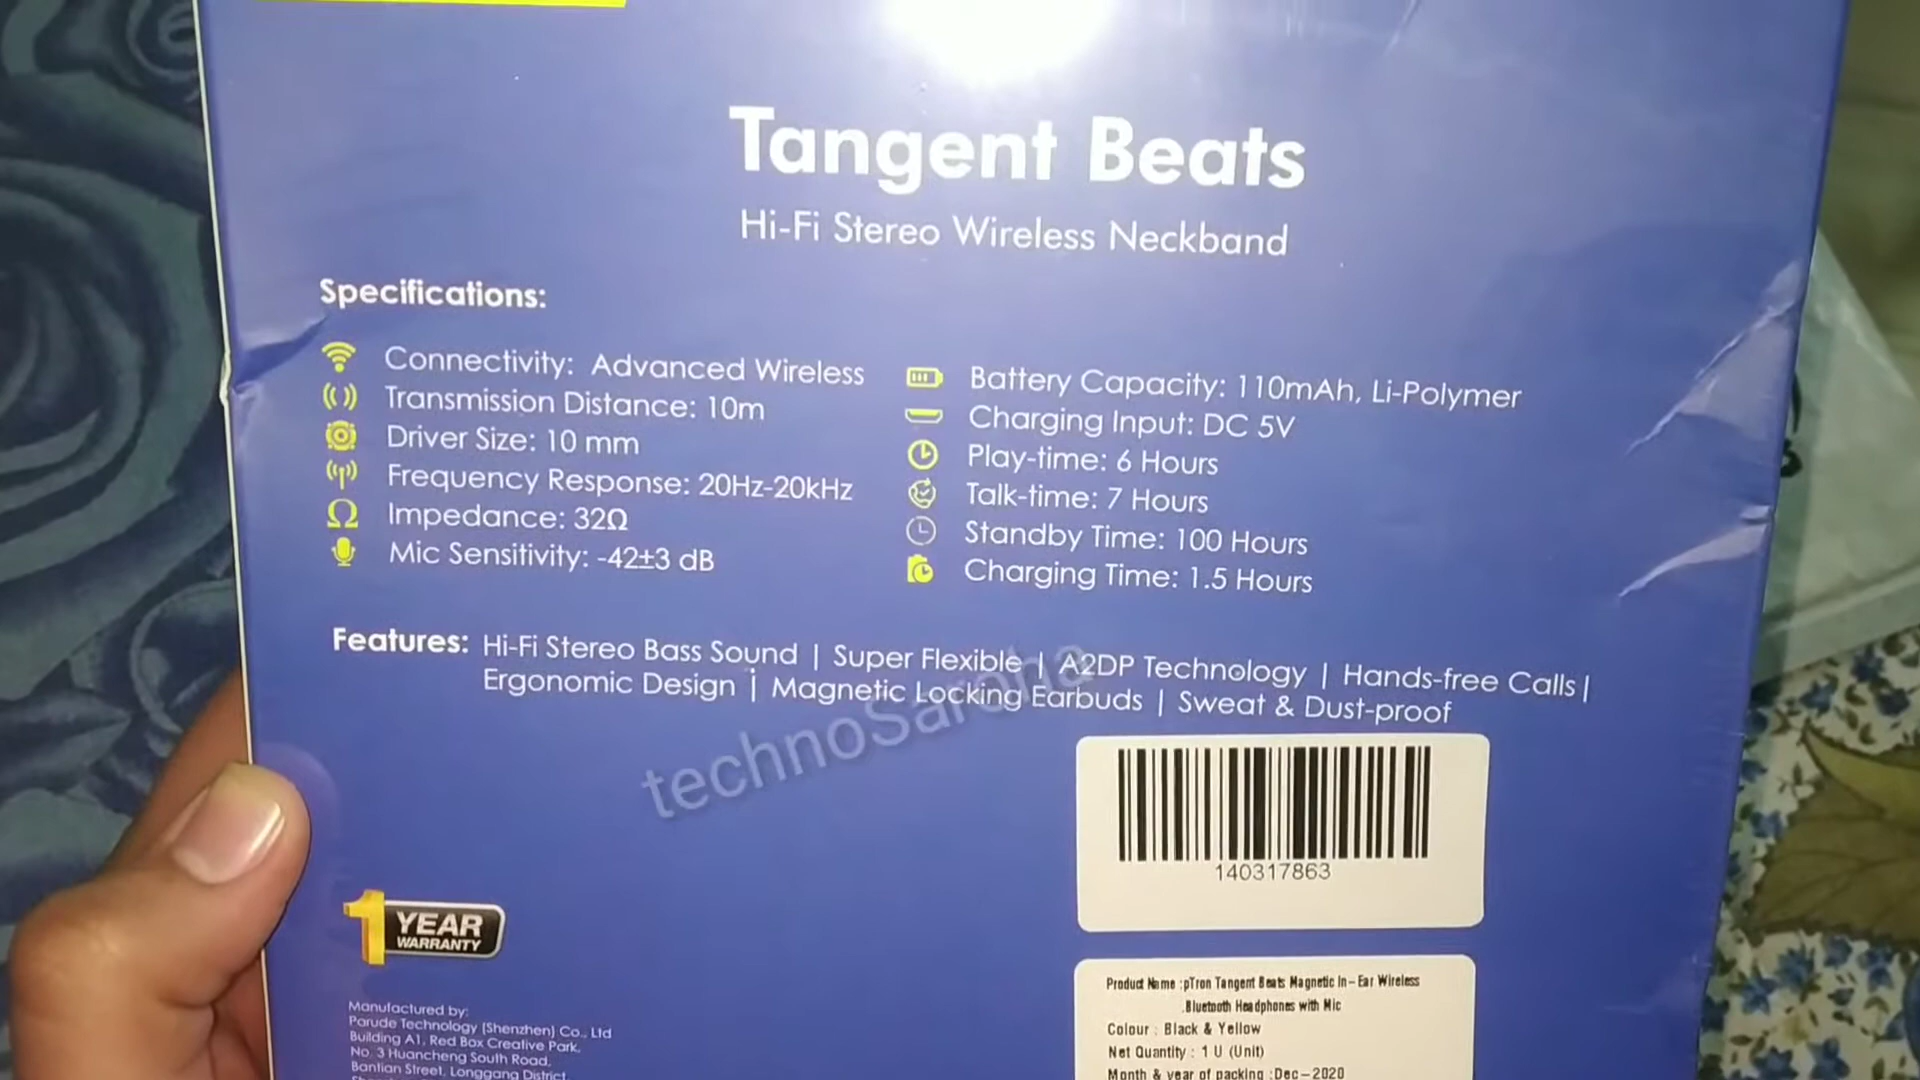 Tangent Beats
Hi-Fi Stereo Wireless Neckband
Specifications:
Connectivity: Advanced Wireless
Transmission Distance: 10m
Driver Size: 10 mm
Frequency Response: 20Hz-20kHz
Impedance: 32Ω
Mic Sensitivity: -42±3 dB
Battery Capacity: 110mAh, Li-Polymer
Charging Input: DC 5V
Play-time: 6 Hours
Talk-time: 7 Hours
Standby Time: 100 Hours
Charging Time: 1.5 Hours
Features: Hi-Fi Stereo Bass Sound | Super Flexible | A2DP Technology | Hands-free Calls |
Ergonomic Design | Magnetic Locking Earbuds | Sweat & Dust-proof
technoSaroha
140317863
1 YEAR
WARRANTY
Manufactured by:
Parude Technology (Shenzhen) Co., Ltd
Building A1, Red Box Creative Park,
No. 3 Huancheng South Road,
Bantian Street, Longgang District,
Product Name :pTron Tangent Beats Magnetic In-Ear Wireless
Bluetooth Headphones with Mic
Colour : Black & Yellow
Net Quantity : 1 U (Unit)
Month & year of packing :Dec-2020